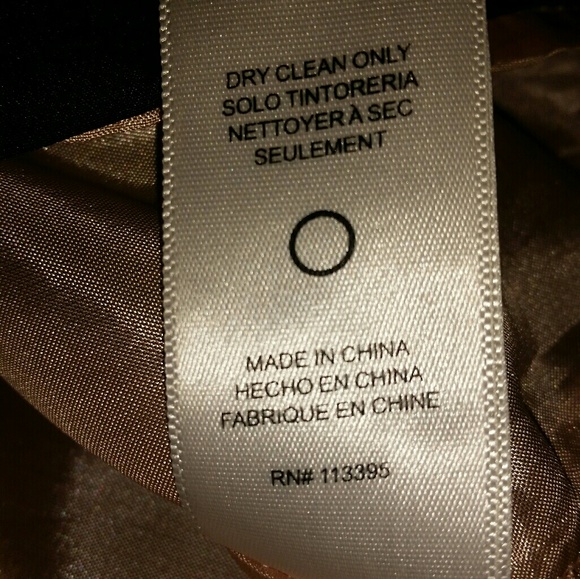 DRY CLEAN ONLY
SOLO TINTORERIA
NETTOYER À SEC
SEULEMENT
MADE IN CHINA
HECHO EN CHINA
FABRIQUE EN CHINE
RN# 113395